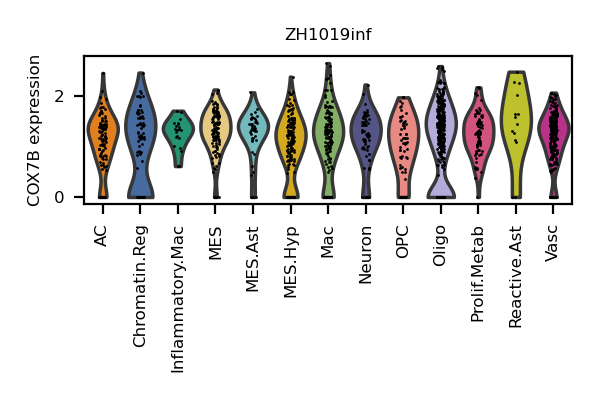 ZH1019inf
COX7B expression
2
0
AC
Chromatin.Reg
Inflammatory.Mac
MES
MES.Ast
MES.Hyp
Mac
Neuron
OPC
Oligo
Prolif.Metab
Reactive.Ast
Vasc